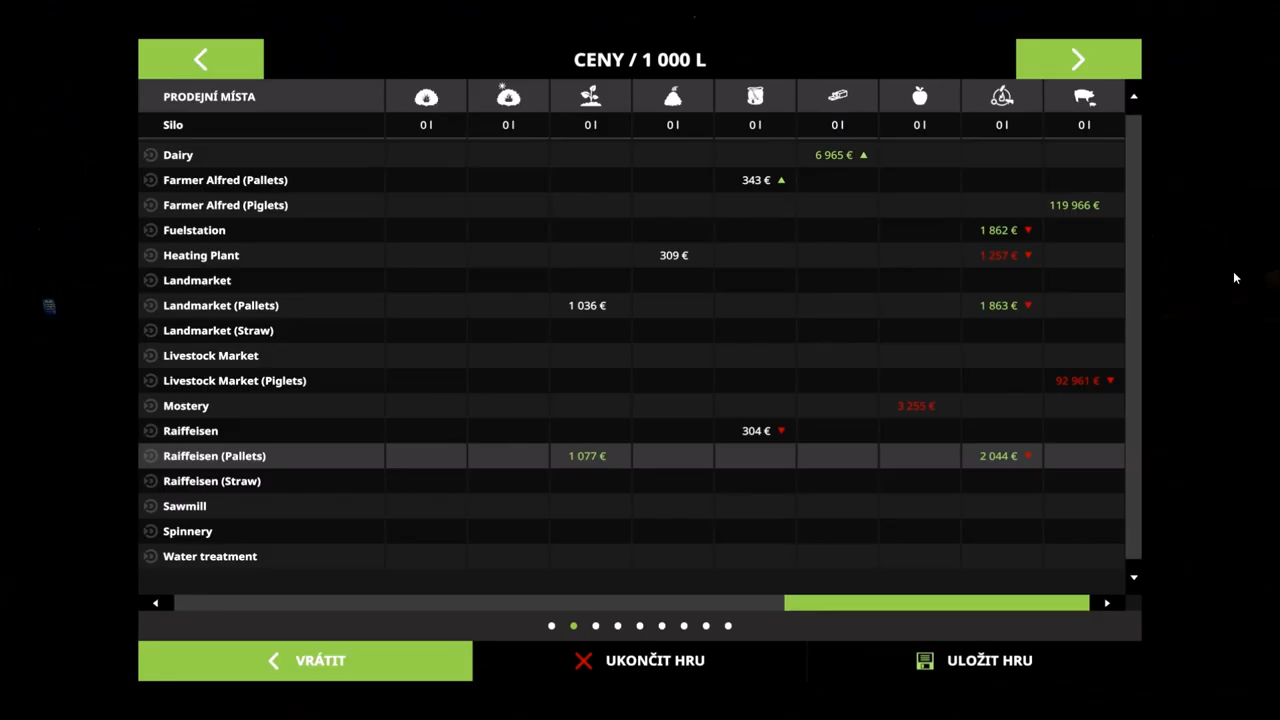 CENY / 1 000 L
PRODEJNÍ MÍSTA
Silo 0 l 0 l 0 l 0 l 0 l 0 l 0 l 0 l 0 l
Dairy 6 965 €
Farmer Alfred (Pallets) 343 €
Farmer Alfred (Piglets) 119 966 €
Fuelstation 1 862 €
Heating Plant 309 € 1 257 €
Landmarket
Landmarket (Pallets) 1 036 € 1 863 €
Landmarket (Straw)
Livestock Market
Livestock Market (Piglets) 92 961 €
Mostery 3 255 €
Raiffeisen 304 €
Raiffeisen (Pallets) 1 077 € 2 044 €
Raiffeisen (Straw)
Sawmill
Spinnery
Water treatment
VRÁTIT UKONČIT HRU ULOŽIT HRU